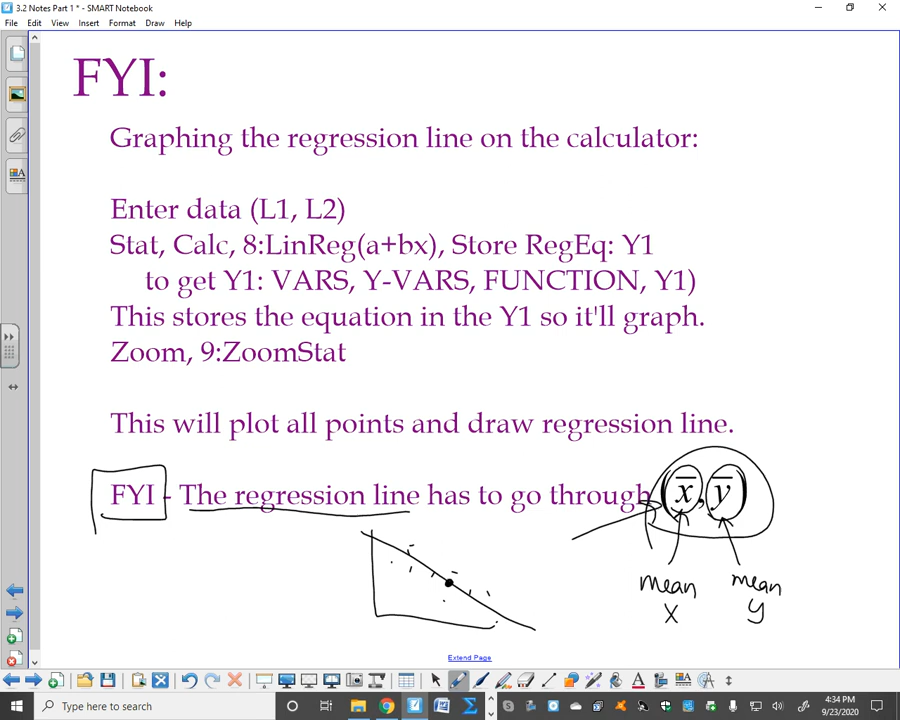 3.2 Notes Part 1 * - SMART Notebook
File Edit View Insert Format Draw Help
FYI:
Graphing the regression line on the calculator:
Enter data (L1, L2)
Stat, Calc, 8:LinReg(a+bx), Store RegEq: Y1
to get Y1: VARS, Y-VARS, FUNCTION, Y1)
This stores the equation in the Y1 so it'll graph.
Zoom, 9:ZoomStat
This will plot all points and draw regression line.
FYI - The regression line has to go through (x̅, y̅)
mean mean
x y
Extend Page
Type here to search
4:34 PM
9/23/2020